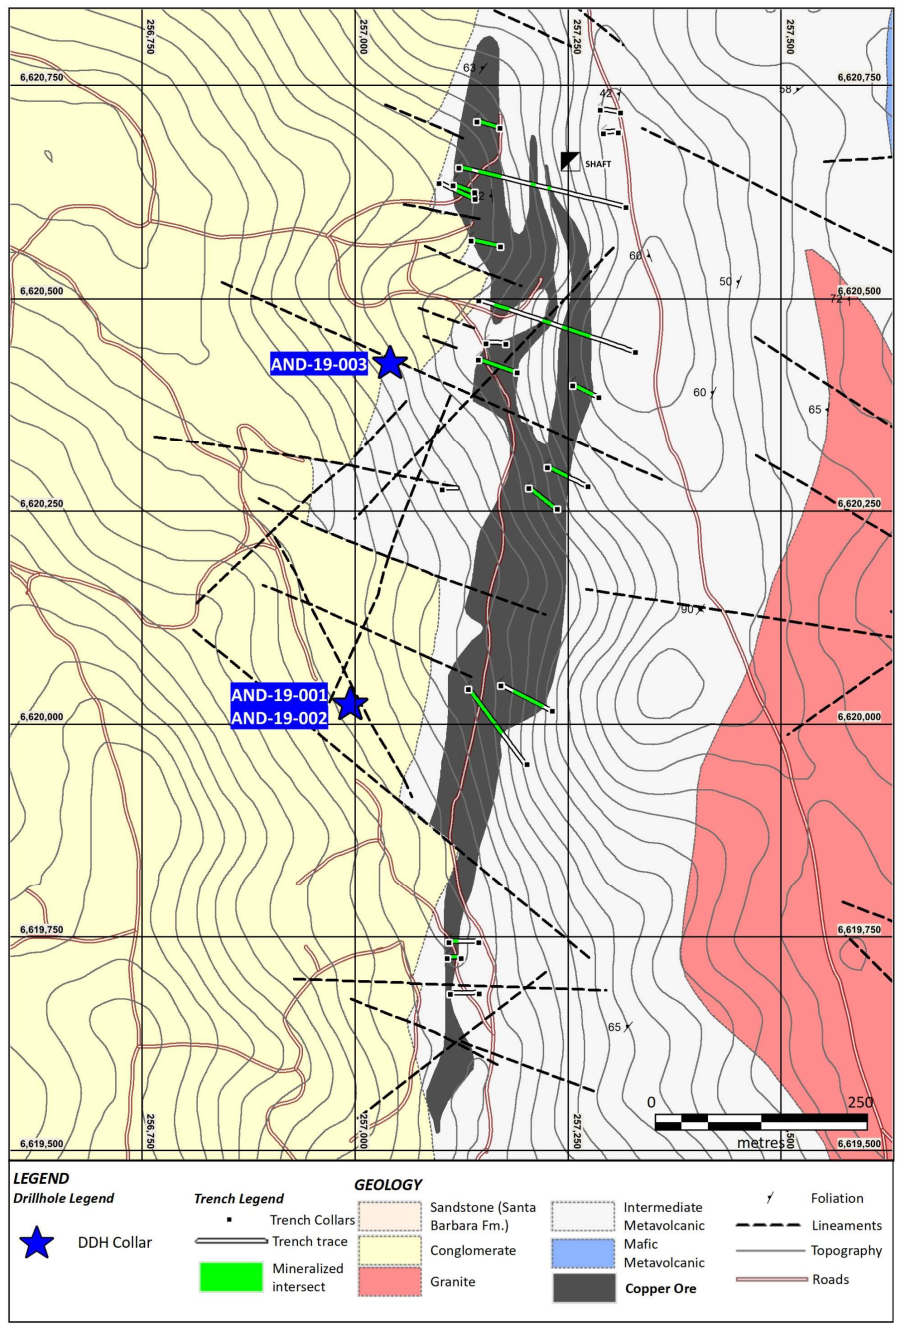 256,750
257,000
257,250
257,500
63
6,620,750
6,620,750
42
58
SHAFT
60
50
6,620,500
6,620,500
72
AND-19-003
60
65
6,620,250
6,620,250
90
AND-19-001
AND-19-002
6,620,000
6,620,000
6,619,750
6,619,750
65
0
250
metres
256,750
257,000
257,250
6,619,500
6,619,500
LEGEND
Drillhole Legend
DDH Collar
Trench Legend
Trench Collars
Trench trace
Mineralized
intersect
GEOLOGY
Sandstone (Santa
Barbara Fm.)
Conglomerate
Granite
Intermediate
Metavolcanic
Mafic
Metavolcanic
Copper Ore
Foliation
Lineaments
Topography
Roads